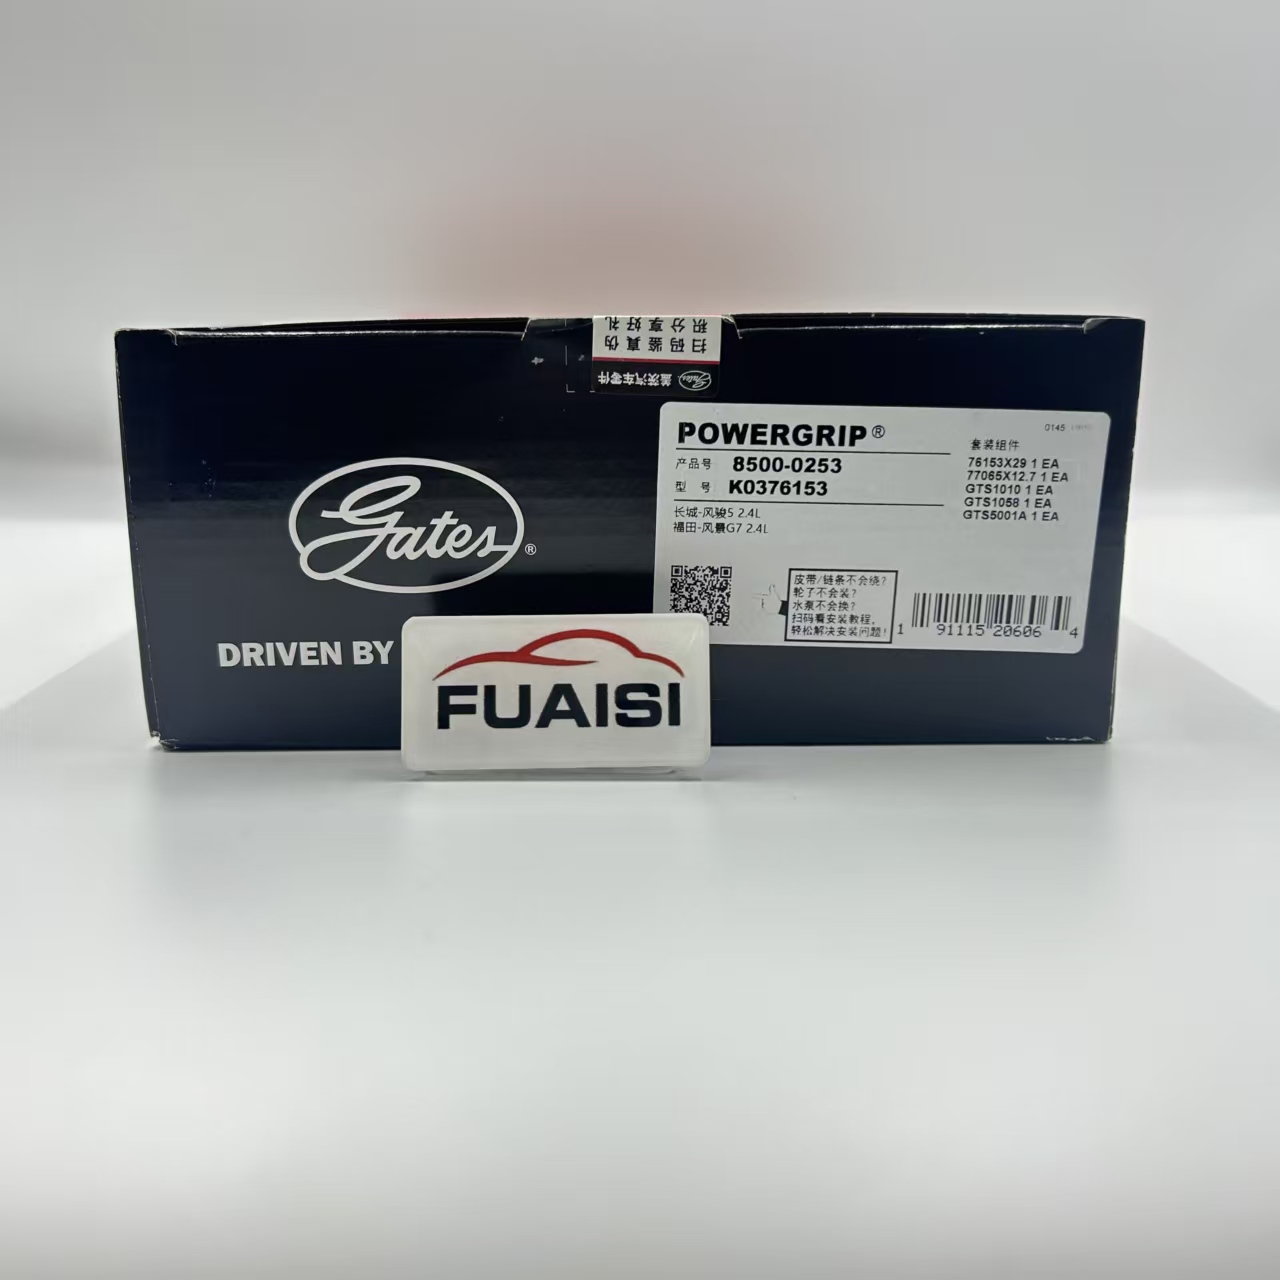 扫码鉴真伪
积分享好礼
Gates 盖茨汽车零件
Gates ®
DRIVEN BY
FUAISI
POWERGRIP®
产品号 8500-0253
型 号 K0376153
长城-风骏5 2.4L
福田-风景G7 2.4L
0145
套装组件
76153X29 1 EA
77065X12.7 1 EA
GTS1010 1 EA
GTS1058 1 EA
GTS5001A 1 EA
皮带/链条不会绕?
轮子不会装?
水泵不会换?
扫码看安装教程,
轻松解决安装问题!
1 91115 20606 4